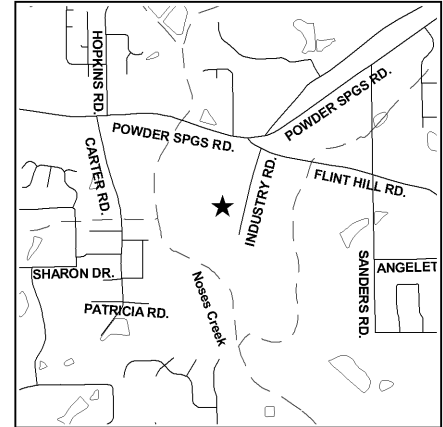 HOPKINS RD.
POWDER SPGS RD.
POWDER SPGS RD.
CARTER RD.
INDUSTRY RD.
FLINT HILL RD.
SANDERS RD.
ANGELET
SHARON DR.
PATRICIA RD.
Noses Creek